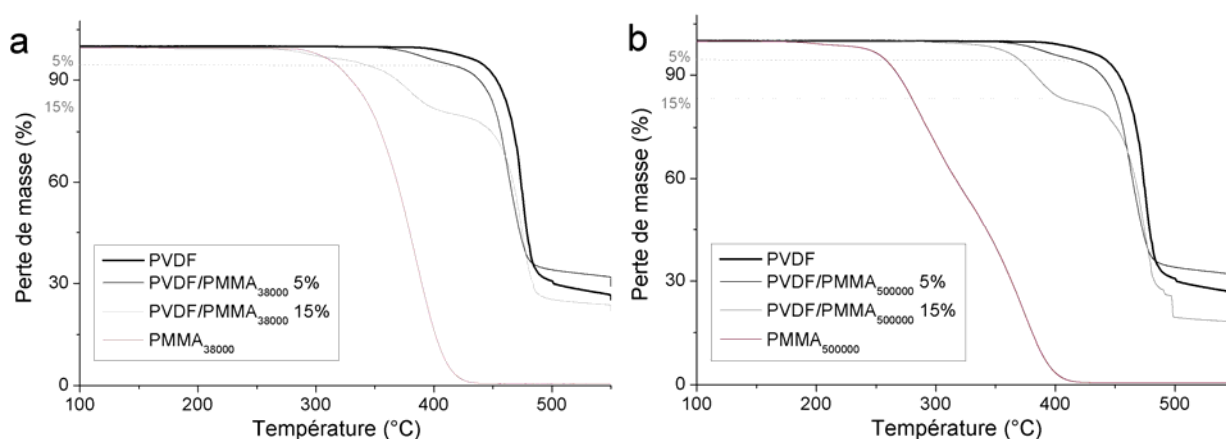 a
5%
90
15%
60
30
0
Perte de masse (%)
PVDF
PVDF/PMMA38000 5%
PVDF/PMMA38000 15%
PMMA38000
100 200 300 400 500
Température (°C)
b
5%
90
15%
60
30
0
Perte de masse (%)
PVDF
PVDF/PMMA500000 5%
PVDF/PMMA500000 15%
PMMA500000
100 200 300 400 500
Température (°C)